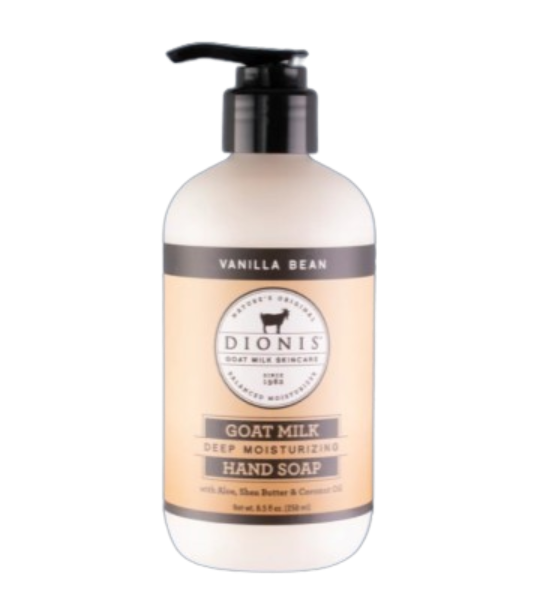 VANILLA BEAN
NATURE'S ORIGINAL
DIONIS
GOAT MILK SKINCARE
SINCE
1982
BALANCED MOISTURIZER
GOAT MILK
DEEP MOISTURIZING
HAND SOAP
with Aloe, Shea Butter & Coconut Oil
Net wt. 8.5 fl oz. (250 ml)